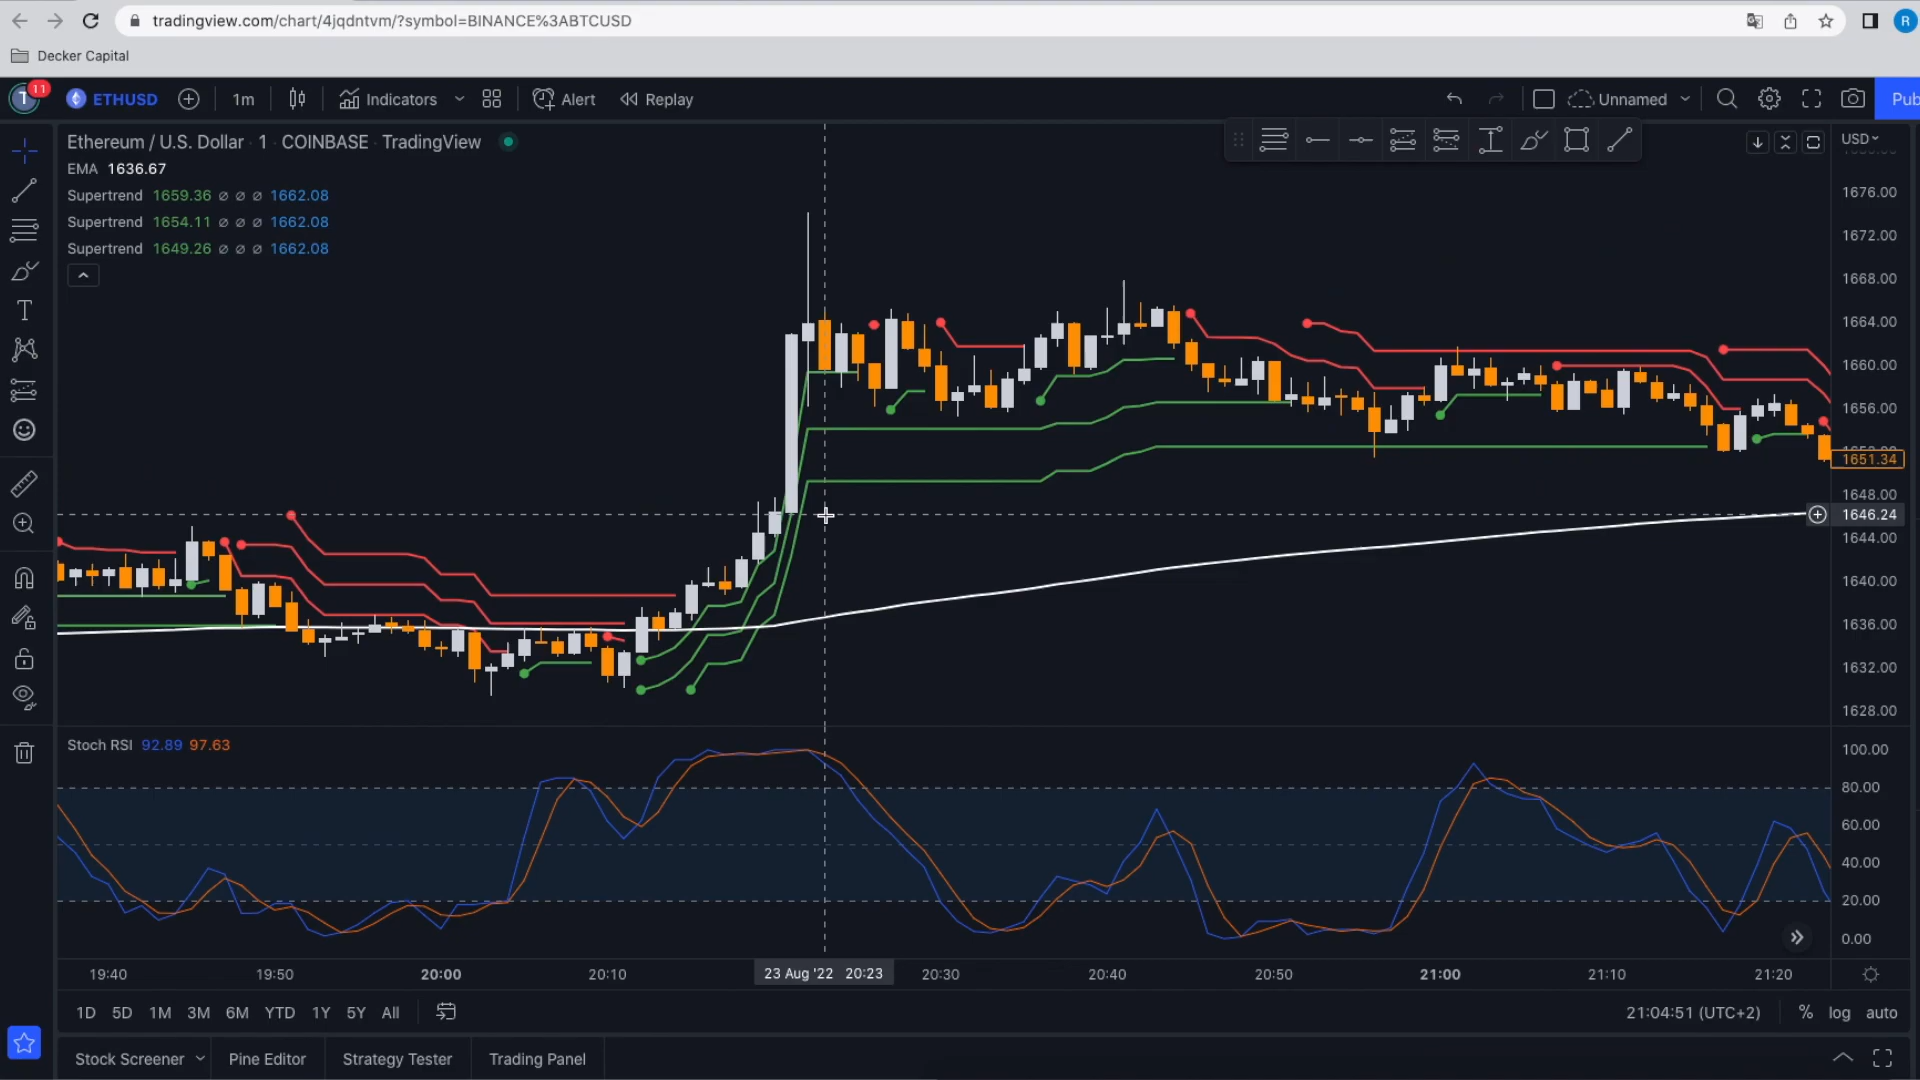 tradingview.com/chart/4jqdntvm/?symbol=BINANCE%3ABTCUSD
R
Decker Capital
T 11 ETHUSD 1m Indicators Alert Replay Unnamed Pub
Ethereum / U.S. Dollar · 1 · COINBASE · TradingView
USD
EMA 1636.67
Supertrend 1659.36 ∅ ∅ ∅ 1662.08
Supertrend 1654.11 ∅ ∅ ∅ 1662.08
Supertrend 1649.26 ∅ ∅ ∅ 1662.08
1676.00
1672.00
1668.00
1664.00
1660.00
1656.00
1651.34
1648.00
1646.24
1644.00
1640.00
1636.00
1632.00
1628.00
Stoch RSI 92.89 97.63
100.00
80.00
60.00
40.00
20.00
0.00
19:40 19:50 20:00 20:10 23 Aug '22 20:23 20:30 20:40 20:50 21:00 21:10 21:20
1D 5D 1M 3M 6M YTD 1Y 5Y All 21:04:51 (UTC+2) % log auto
Stock Screener Pine Editor Strategy Tester Trading Panel